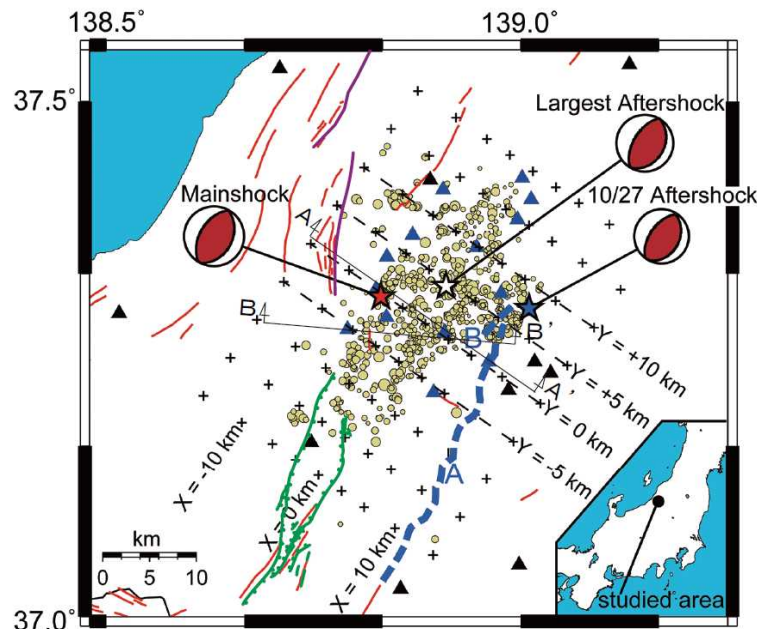 138.5°
139.0°
37.5°
Largest Aftershock
Mainshock
10/27 Aftershock
A
B
B
B'
A'
Y = +10 km
Y = +5 km
Y = 0 km
Y = -5 km
A
X = -10 km
X = 0 km
X = 10 km
km
0 5 10
37.0°
studied area